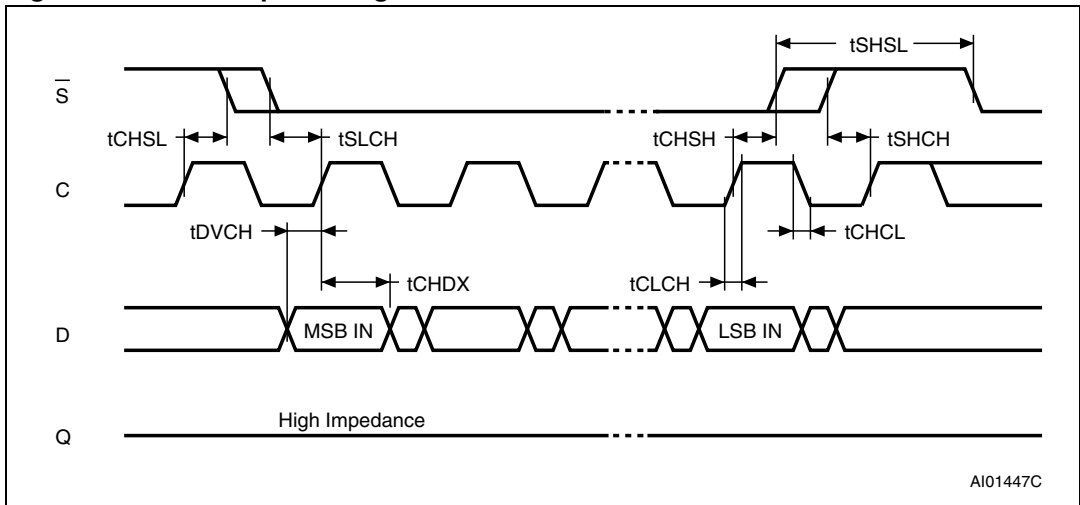 tSHSL
S
tCHSL
tSLCH
tCHSH
tSHCH
C
tDVCH
tCHCL
tCHDX
tCLCH
D
MSB IN
LSB IN
High Impedance
Q
AI01447C